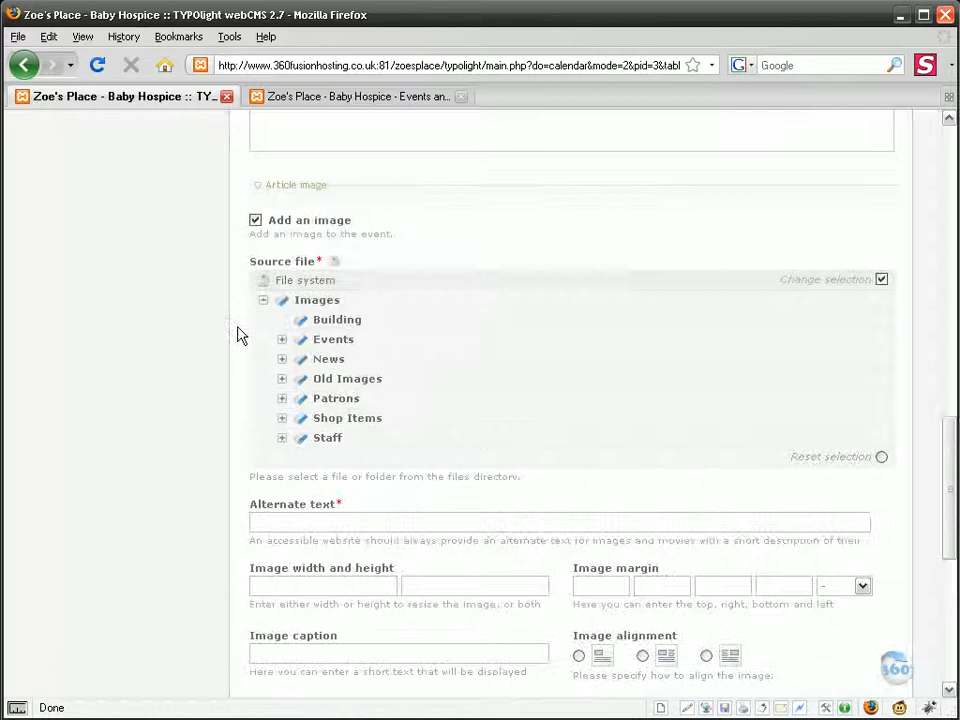 Zoe's Place - Baby Hospice :: TYPOlight webCMS 2.7 - Mozilla Firefox
File Edit View History Bookmarks Tools Help
http://www.360fusionhosting.co.uk:81/zoesplace/typolight/main.php?do=calendar&mode=2&pid=3&tabl
Google
Zoe's Place - Baby Hospice :: TY...
Zoe's Place - Baby Hospice - Events an...
Article image
Add an image
Add an image to the event.
Source file*
File system Change selection
Images
Building
Events
News
Old Images
Patrons
Shop Items
Staff
Reset selection
Please select a file or folder from the files directory.
Alternate text*
An accessible website should always provide an alternate text for images and movies with a short description of their
Image width and height Image margin
-
Enter either width or height to resize the image, or both Here you can enter the top, right, bottom and left
Image caption Image alignment
Here you can enter a short text that will be displayed Please specify how to align the image.
360
Done